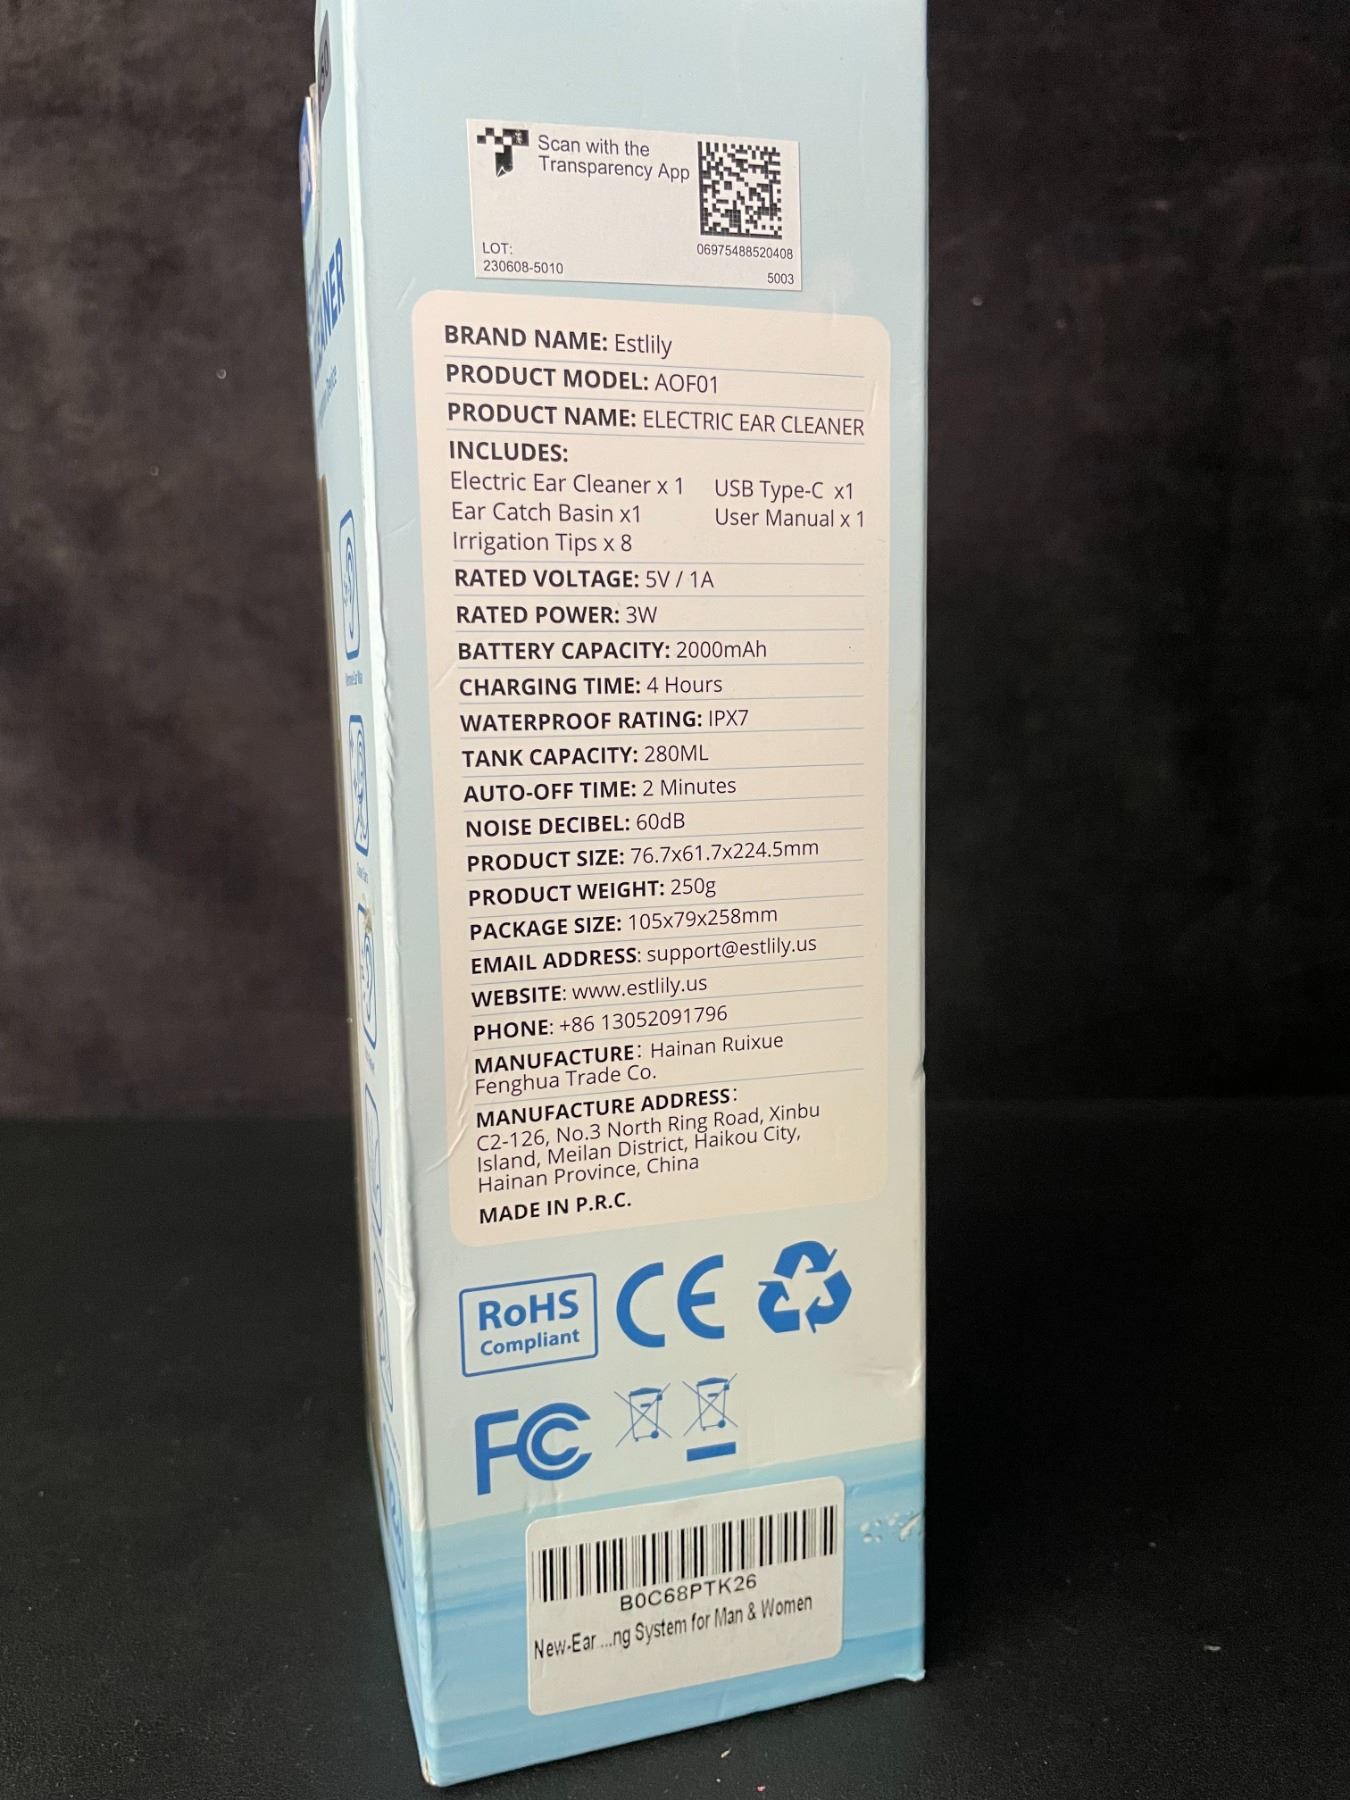 Scan with the
Transparency App
06975488520408
LOT:
230608-5010
5003
BRAND NAME: Estlily
PRODUCT MODEL: AOF01
PRODUCT NAME: ELECTRIC EAR CLEANER
INCLUDES:
Electric Ear Cleaner x 1 USB Type-C x1
Ear Catch Basin x1 User Manual x 1
Irrigation Tips x 8
RATED VOLTAGE: 5V / 1A
RATED POWER: 3W
BATTERY CAPACITY: 2000mAh
CHARGING TIME: 4 Hours
WATERPROOF RATING: IPX7
TANK CAPACITY: 280ML
AUTO-OFF TIME: 2 Minutes
NOISE DECIBEL: 60dB
PRODUCT SIZE: 76.7x61.7x224.5mm
PRODUCT WEIGHT: 250g
PACKAGE SIZE: 105x79x258mm
EMAIL ADDRESS: support@estlily.us
WEBSITE: www.estlily.us
PHONE: +86 13052091796
MANUFACTURE: Hainan Ruixue
Fenghua Trade Co.
MANUFACTURE ADDRESS:
C2-126, No.3 North Ring Road, Xinbu
Island, Meilan District, Haikou City,
Hainan Province, China
MADE IN P.R.C.
RoHS
Compliant
CE
FC
B0C68PTK26
New-Ear ...ng System for Man & Women